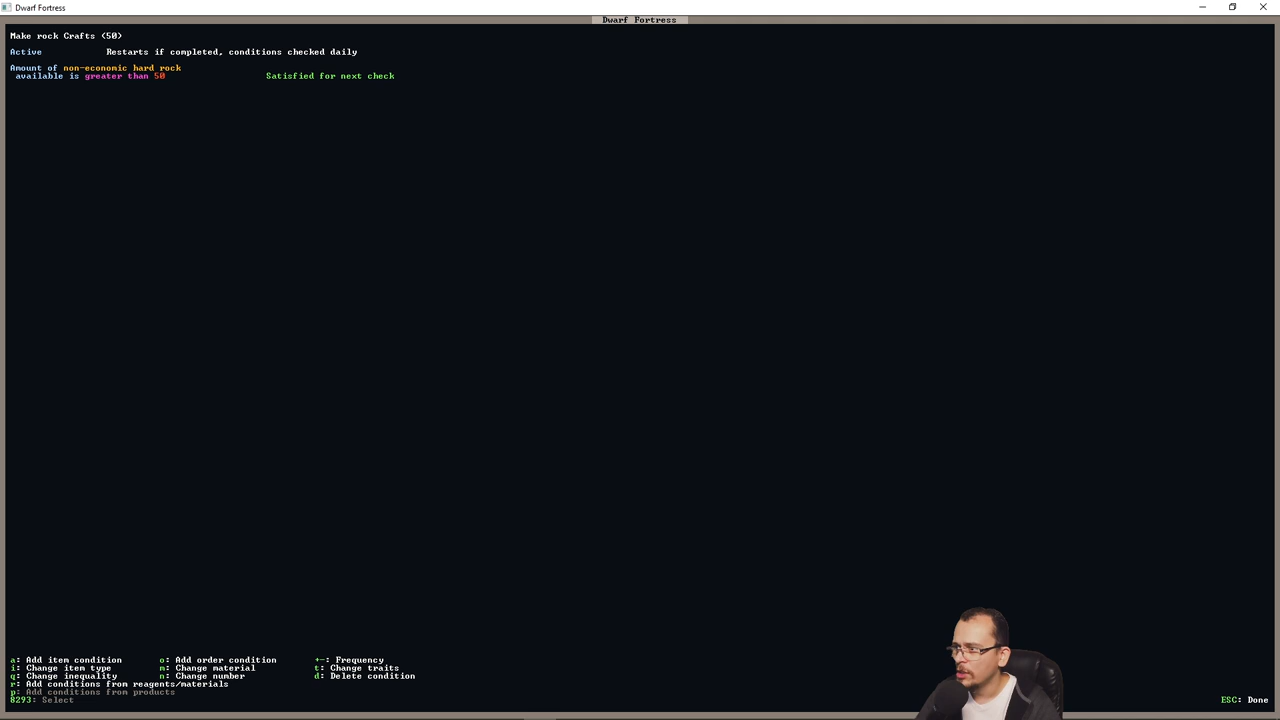 Dwarf Fortress
Dwarf Fortress
Make rock Crafts (50)
Active Restarts if completed, conditions checked daily
Amount of non-economic hard rock
available is greater than 50 Satisfied for next check
a: Add item condition o: Add order condition +-: Frequency
i: Change item type m: Change material t: Change traits
q: Change inequality n: Change number d: Delete condition
r: Add conditions from reagents/materials
p: Add conditions from products
8293: Select ESC: Done